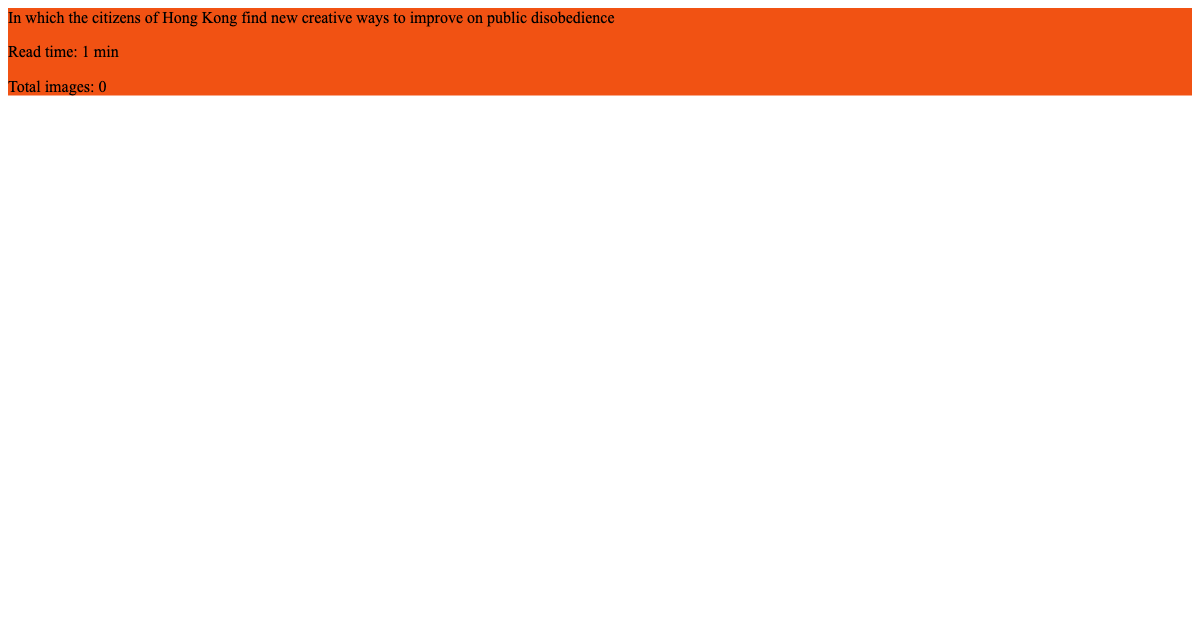 In which the citizens of Hong Kong find new creative ways to improve on public disobedience
Read time: 1 min
Total images: 0